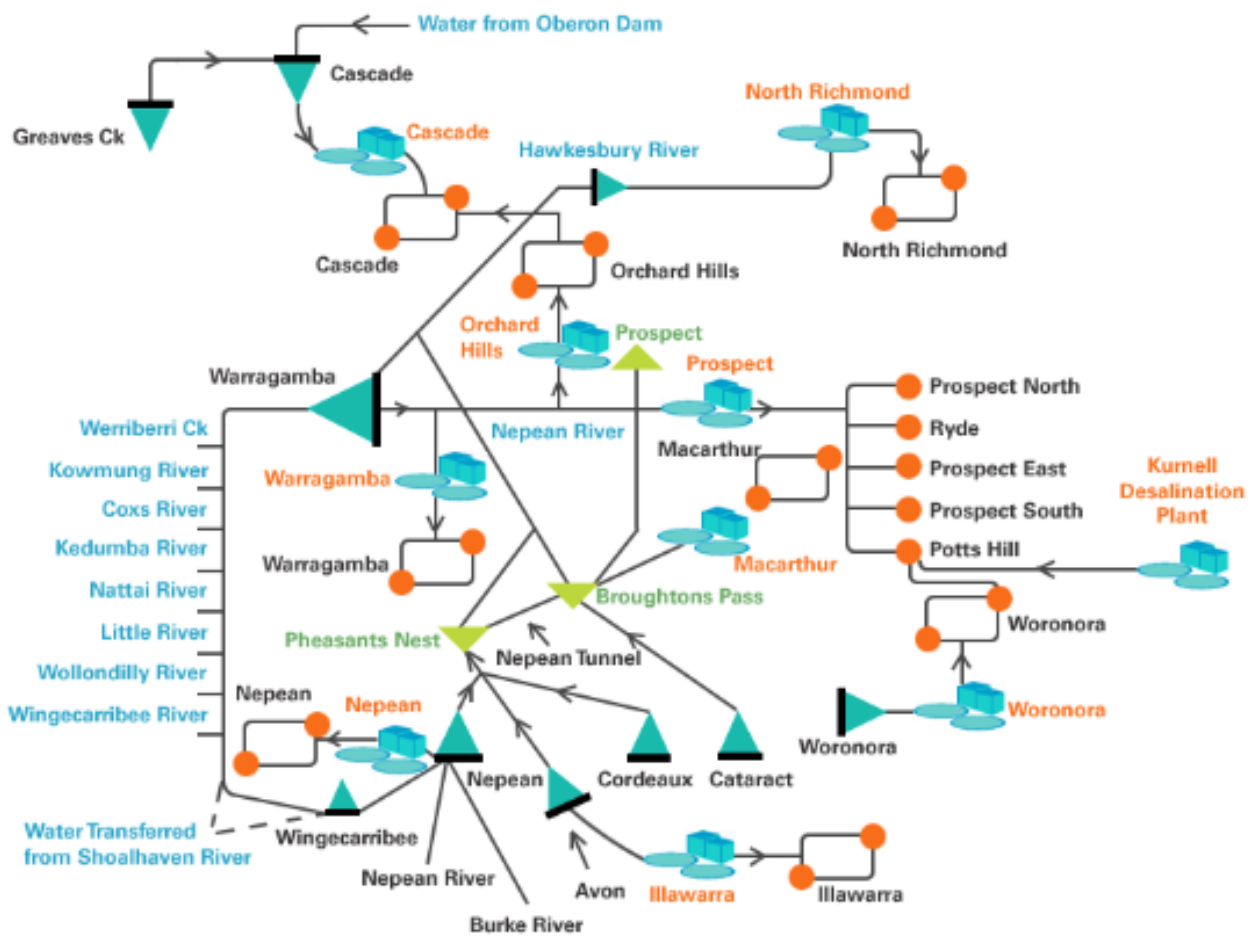 Water from Oberon Dam
Cascade
Greaves Ck
Cascade
North Richmond
Hawkesbury River
North Richmond
Cascade
Orchard Hills
Orchard
Hills
Prospect
Prospect
Warragamba
Prospect North
Werriberri Ck
Nepean River
Ryde
Macarthur
Kowmung River
Warragamba
Prospect East
Kurnell
Desalination
Plant
Coxs River
Prospect South
Kedumba River
Potts Hill
Warragamba
Macarthur
Nattai River
Broughtons Pass
Little River
Pheasants Nest
Woronora
Nepean Tunnel
Wollondilly River
Nepean
Nepean
Wingecarribee River
Woronora
Woronora
Nepean
Cordeaux
Cataract
Water Transferred
from Shoalhaven River
Wingecarribee
Nepean River
Avon
Illawarra
Illawarra
Burke River